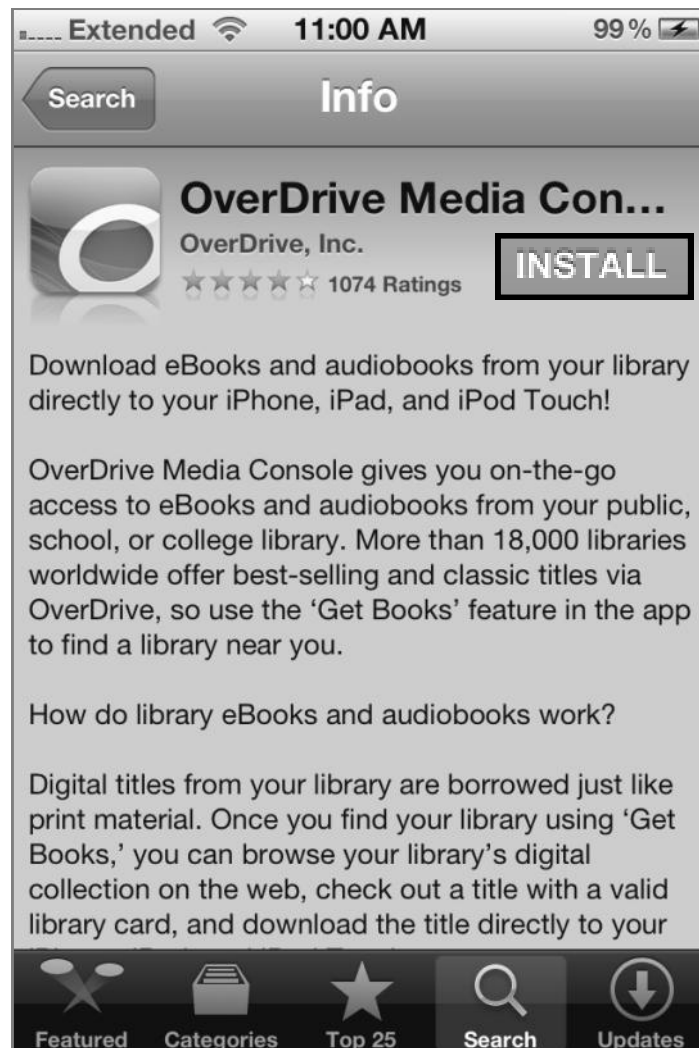 Extended 11:00 AM 99%
Search Info
OverDrive Media Con...
OverDrive, Inc.
1074 Ratings
INSTALL
Download eBooks and audiobooks from your library
directly to your iPhone, iPad, and iPod Touch!
OverDrive Media Console gives you on-the-go
access to eBooks and audiobooks from your public,
school, or college library. More than 18,000 libraries
worldwide offer best-selling and classic titles via
OverDrive, so use the ‘Get Books’ feature in the app
to find a library near you.
How do library eBooks and audiobooks work?
Digital titles from your library are borrowed just like
print material. Once you find your library using ‘Get
Books,’ you can browse your library’s digital
collection on the web, check out a title with a valid
library card, and download the title directly to your
Featured Categories Top 25 Search Updates